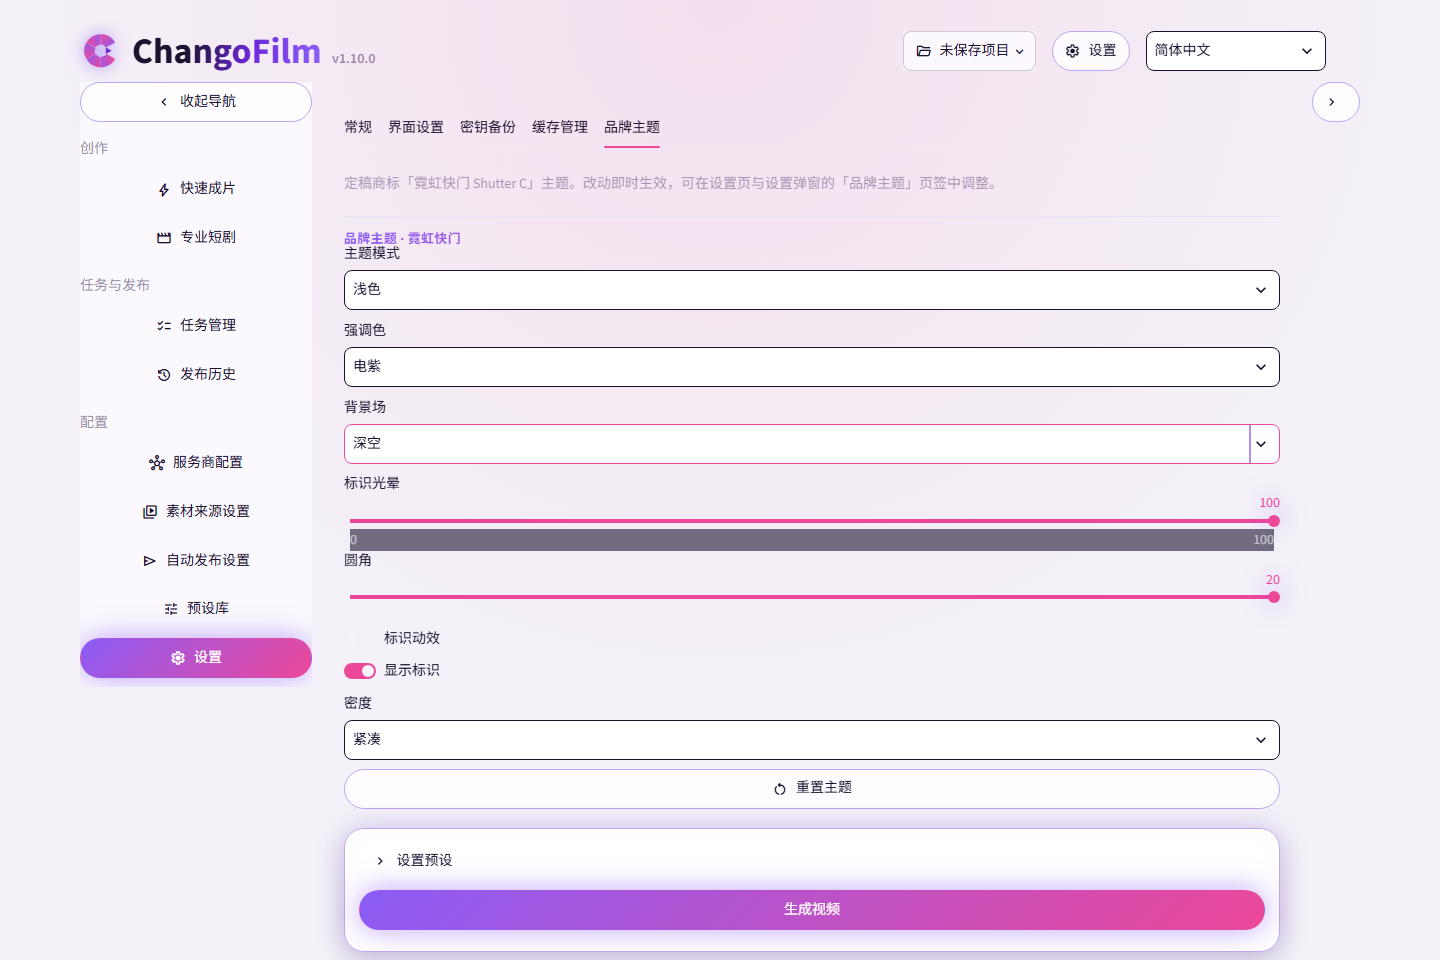 ChangoFilm v1.10.0
未保存项目
设置
简体中文
收起导航
创作
快速成片
专业短剧
任务与发布
任务管理
发布历史
配置
服务商配置
素材来源设置
自动发布设置
预设库
设置
常规 界面设置 密钥备份 缓存管理 品牌主题
定稿商标「霓虹快门 Shutter C」主题。改动即时生效，可在设置页与设置弹窗的「品牌主题」页签中调整。
品牌主题 · 霓虹快门
主题模式
浅色
强调色
电紫
背景场
深空
标识光晕
100
0 100
圆角
20
标识动效
显示标识
密度
紧凑
重置主题
设置预设
生成视频